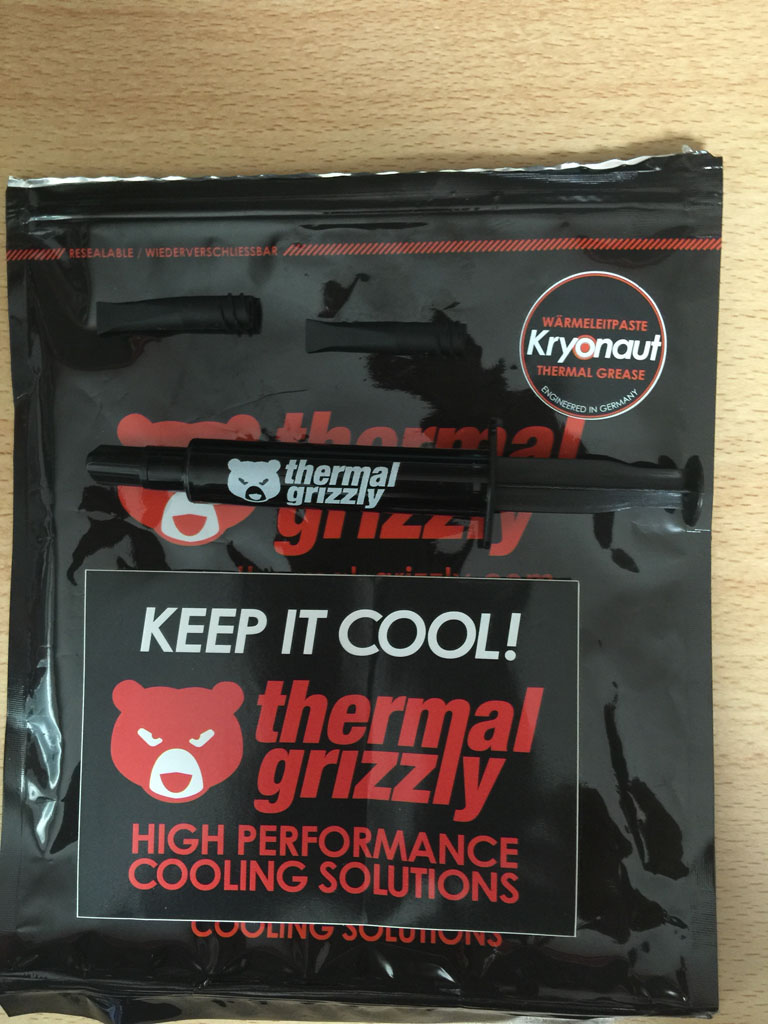 RESEALABLE / WIEDERVERSCHLIESSBAR
WÄRMELEITPASTE
Kryonaut
THERMAL GREASE
ENGINEERED IN GERMANY
thermal
grizzly
thermal
grizzly
KEEP IT COOL!
thermal
grizzly
HIGH PERFORMANCE
COOLING SOLUTIONS
COOLING SOLUTIONS